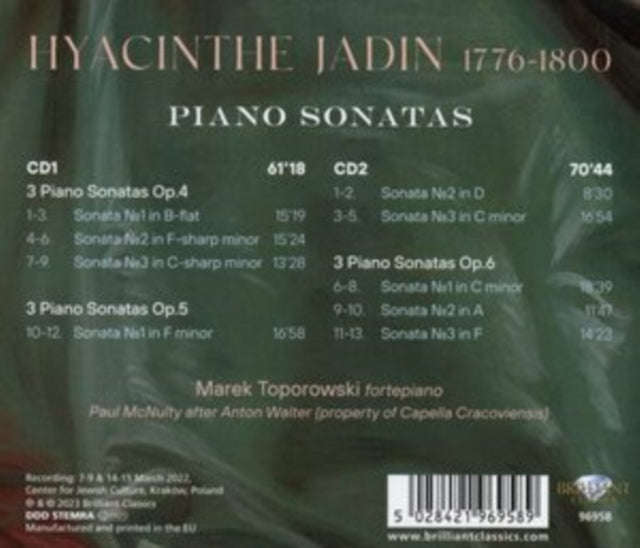 HYACINTHE JADIN 1776-1800
PIANO SONATAS
CD1 61'18
3 Piano Sonatas Op.4
1-3. Sonata №1 in B-flat 15'19
4-6. Sonata №2 in F-sharp minor 15'24
7-9. Sonata №3 in C-sharp minor 13'28
3 Piano Sonatas Op.5
10-12. Sonata №1 in F minor 16'58
CD2 70'44
1-2. Sonata №2 in D 8'30
3-5. Sonata №3 in C minor 16'54
3 Piano Sonatas Op.6
6-8. Sonata №1 in C minor
9-10. Sonata №2 in A 11'47
11-13. Sonata №3 in F 14'23
Marek Toporowski fortepiano
Paul McNulty after Anton Walter (property of Capella Cracoviensis)
Recording: 7-9 & 14-15 March 2022,
Center for Jewish Culture, Kraków, Poland
℗ & © 2023 Brilliant Classics
DDD STEMRA
Manufactured and printed in the EU
5 028421 969589
www.brilliantclassics.com
BRILLIANT
96958